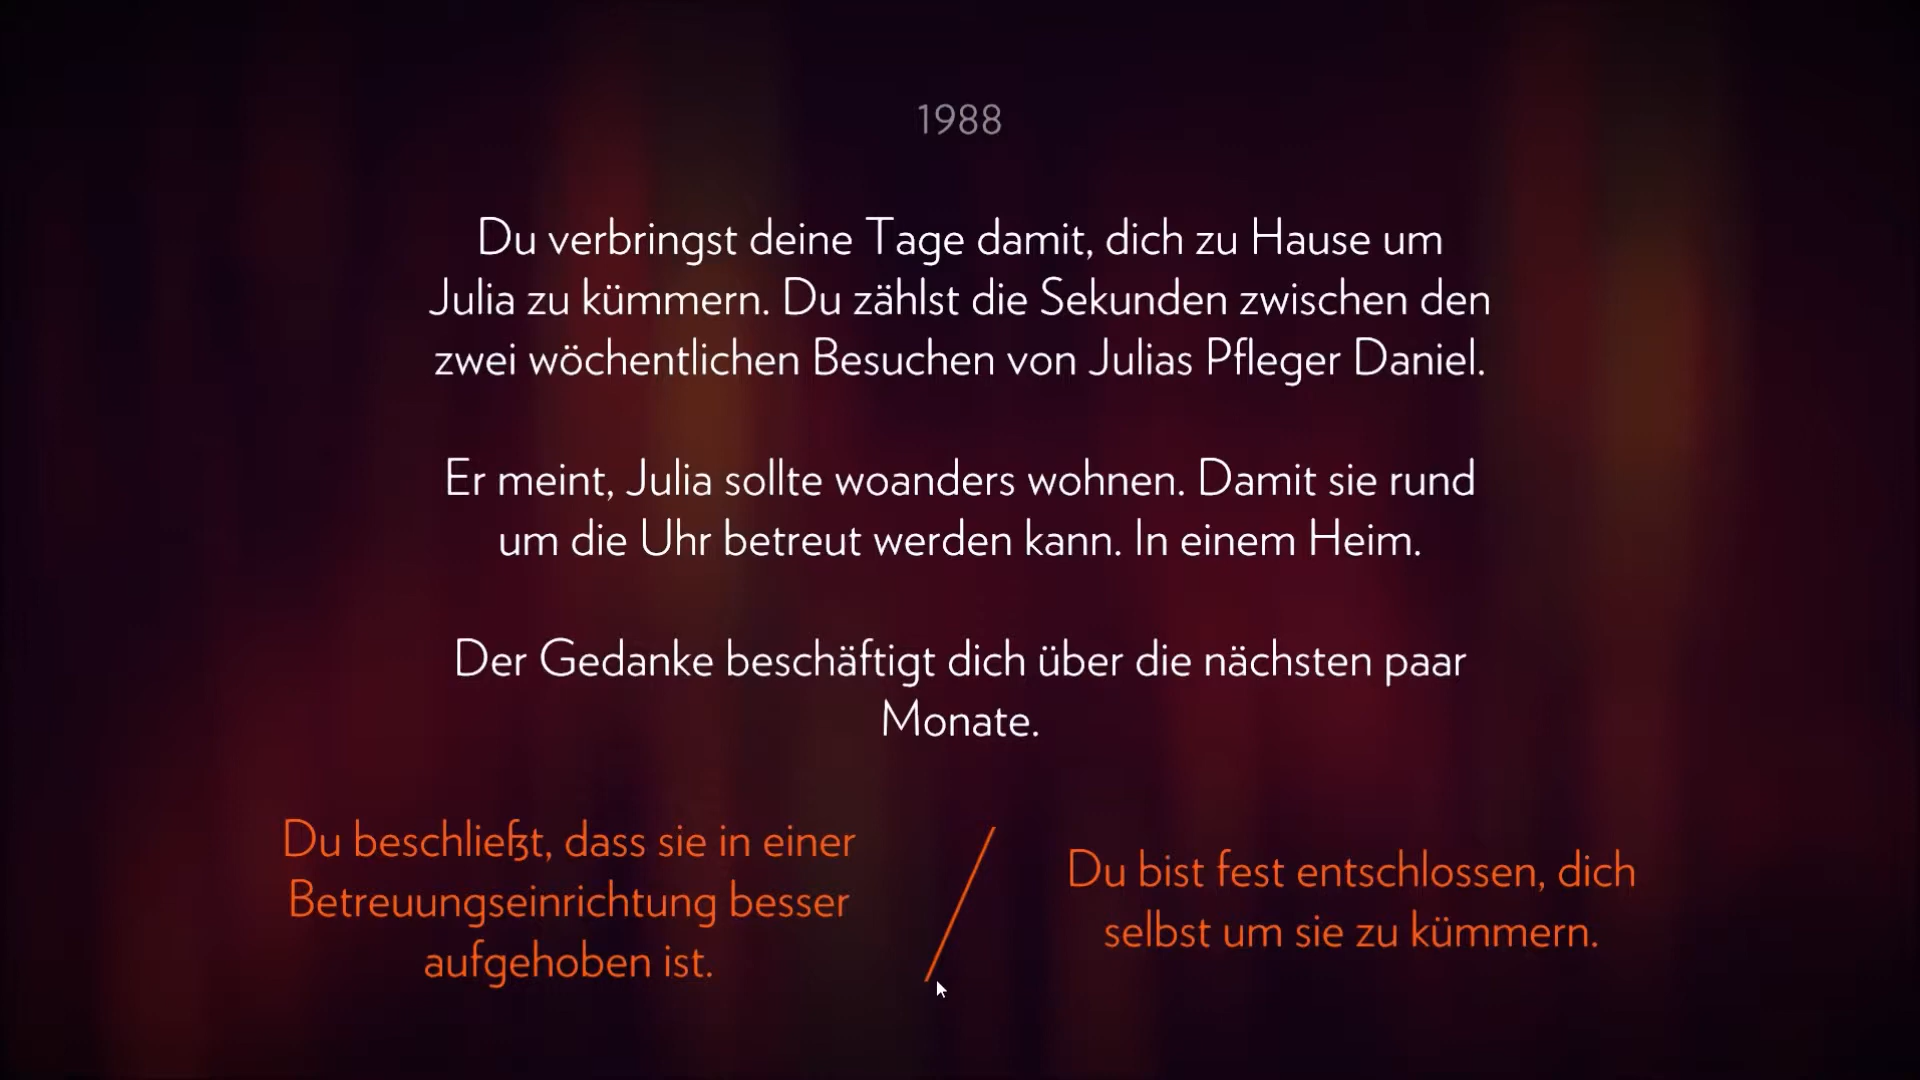 1988
Du verbringst deine Tage damit, dich zu Hause um
Julia zu kümmern. Du zählst die Sekunden zwischen den
zwei wöchentlichen Besuchen von Julias Pfleger Daniel.
Er meint, Julia sollte woanders wohnen. Damit sie rund
um die Uhr betreut werden kann. In einem Heim.
Der Gedanke beschäftigt dich über die nächsten paar
Monate.
Du beschließt, dass sie in einer
Betreuungseinrichtung besser
aufgehoben ist.
Du bist fest entschlossen, dich
selbst um sie zu kümmern.